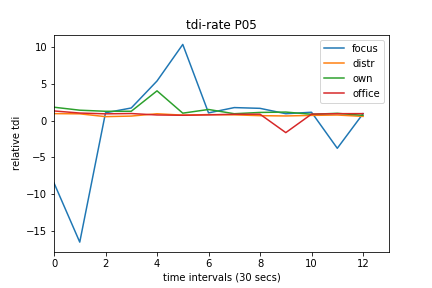 tdi-rate P05
10
5
0
−5
−10
−15
relative tdi
focus
distr
own
office
0
2
4
6
8
10
12
time intervals (30 secs)